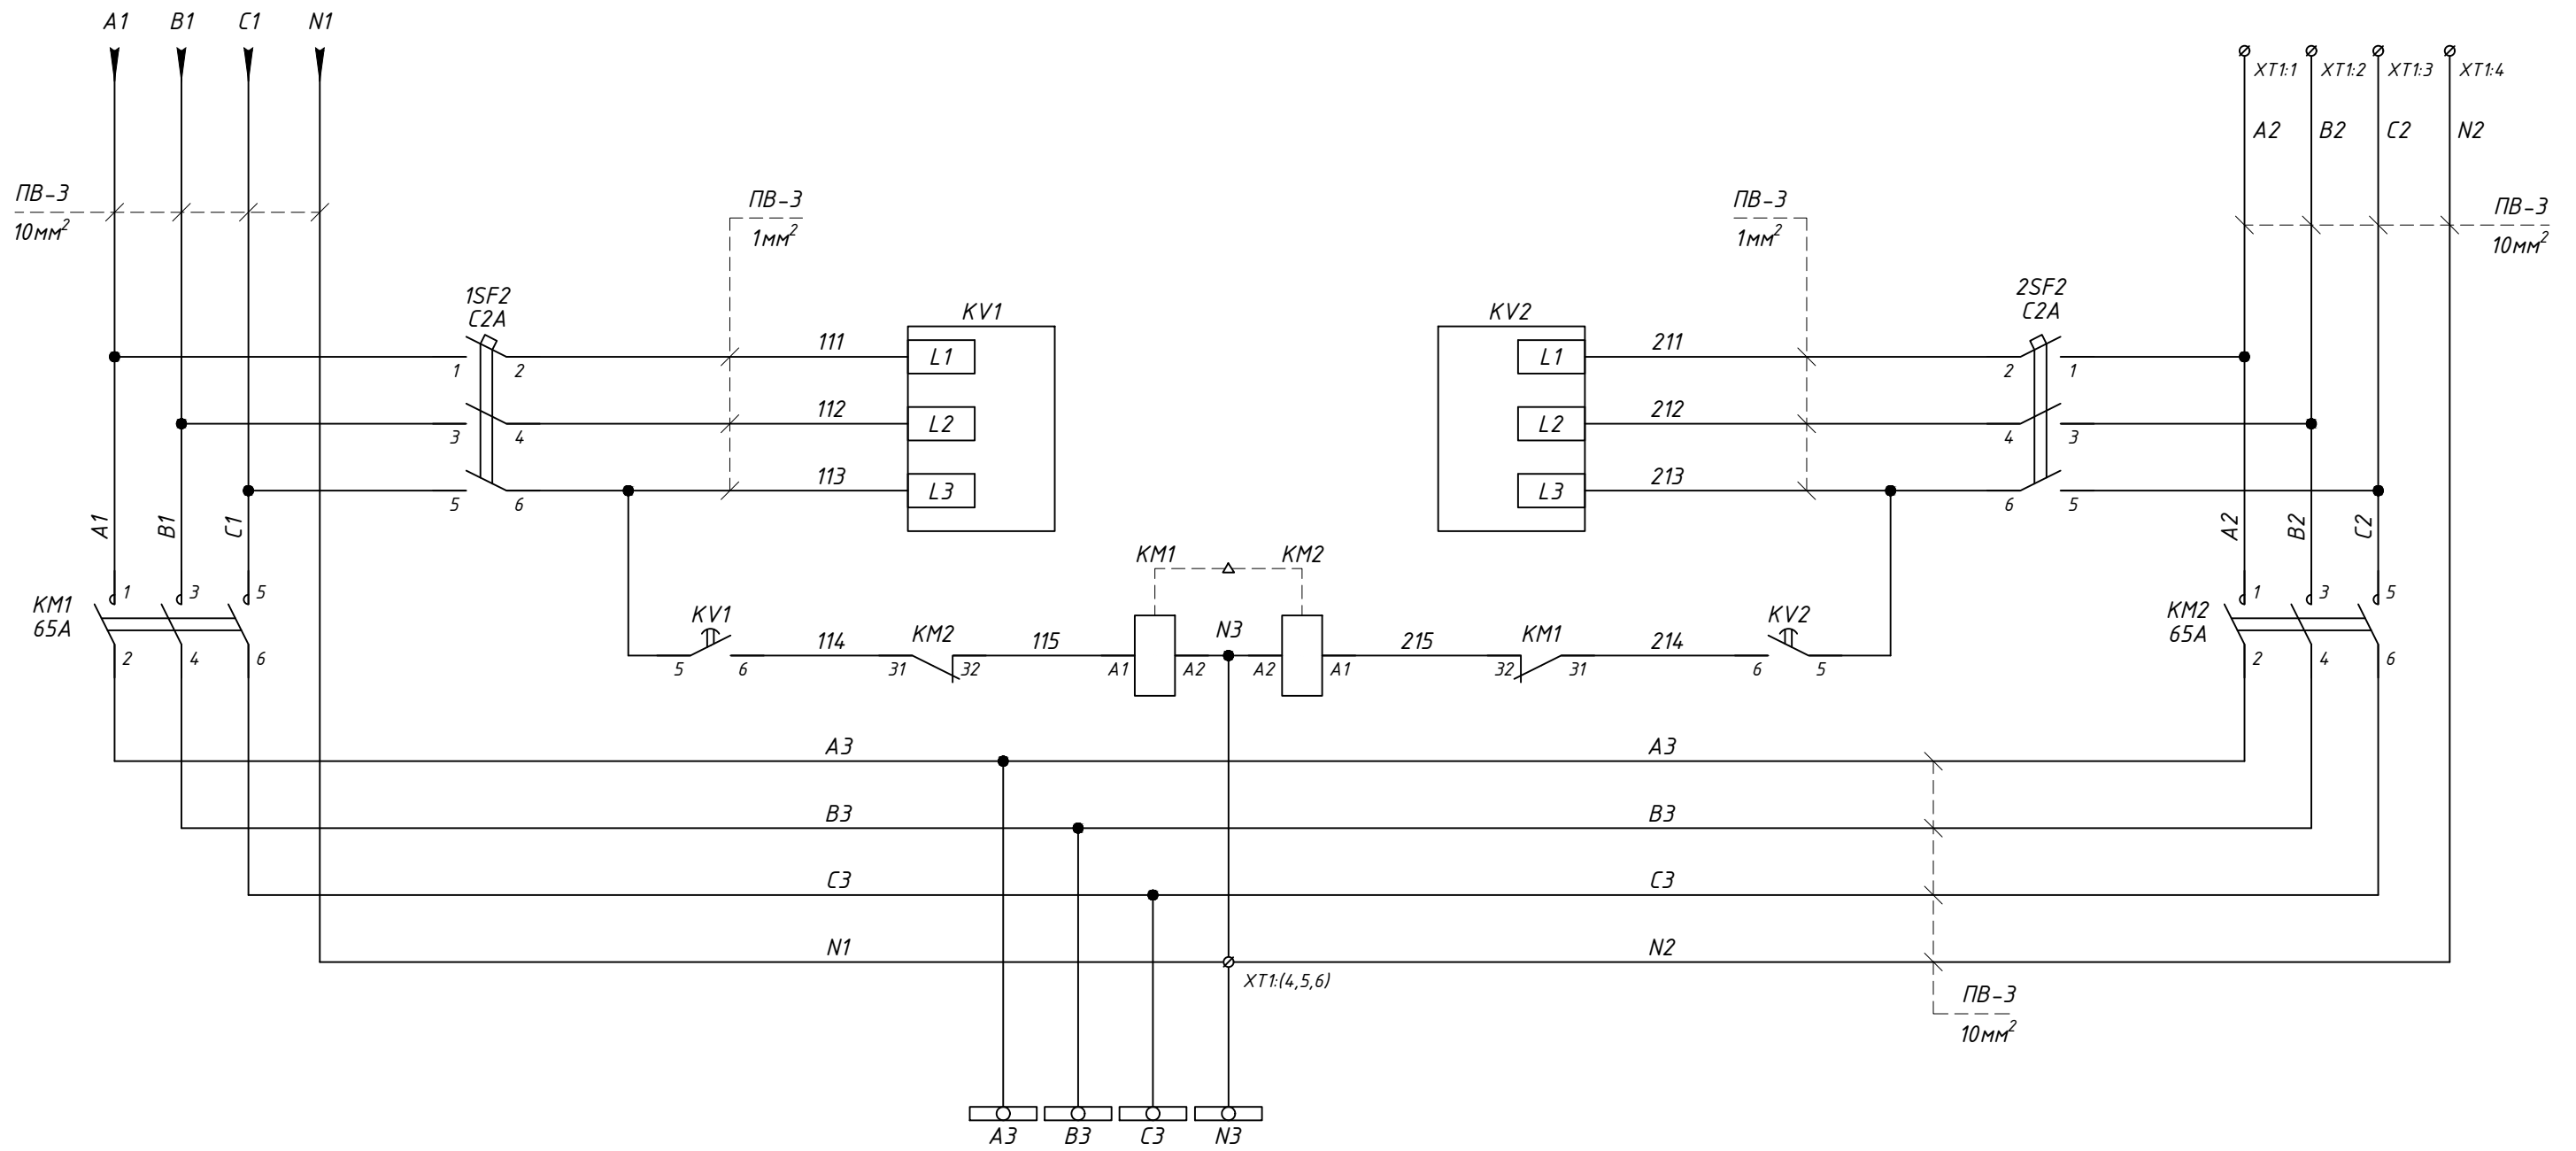 A1 B1 C1 N1
XT1:1 XT1:2 XT1:3 XT1:4
A2 B2 C2 N2
ПВ-3
10мм²
ПВ-3
1мм²
ПВ-3
1мм²
ПВ-3
10мм²
1SF2
C2A
KV1
KV2
2SF2
C2A
1 2 111 L1
L1 211 2 1
3 4 112 L2
L2 212 4 3
5 6 113 L3
L3 213 6 5
A1 B1 C1
A2 B2 C2
KM1 KM2
KM1
65A
1 3 5
2 4 6
KV1
5 6
114
KM2
31 32
115
A1 A2
N3
A2 A1
215
KM1
32 31
214
KV2
6 5
KM2
65A
1 3 5
2 4 6
A3 A3
B3 B3
C3 C3
N1 N2
XT1:(4,5,6)
ПВ-3
10мм²
A3 B3 C3 N3